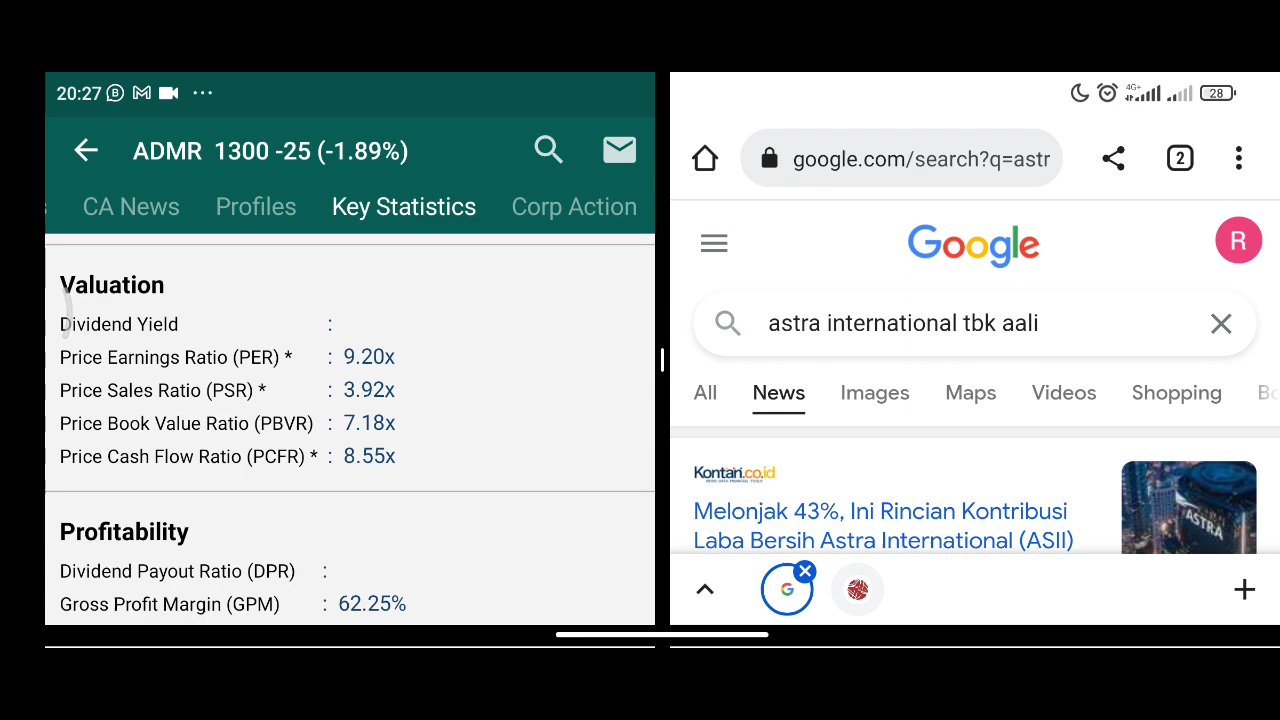 20:27
ADMR 1300 -25 (-1.89%)
CA News Profiles Key Statistics Corp Action
Valuation
Dividend Yield :
Price Earnings Ratio (PER) * : 9.20x
Price Sales Ratio (PSR) * : 3.92x
Price Book Value Ratio (PBVR) : 7.18x
Price Cash Flow Ratio (PCFR) * : 8.55x
Profitability
Dividend Payout Ratio (DPR) :
Gross Profit Margin (GPM) : 62.25%
4G+ 28
google.com/search?q=astr
2
Google
R
astra international tbk aali
All News Images Maps Videos Shopping
Kontan.co.id
Melonjak 43%, Ini Rincian Kontribusi
Laba Bersih Astra International (ASII)
ASTRA